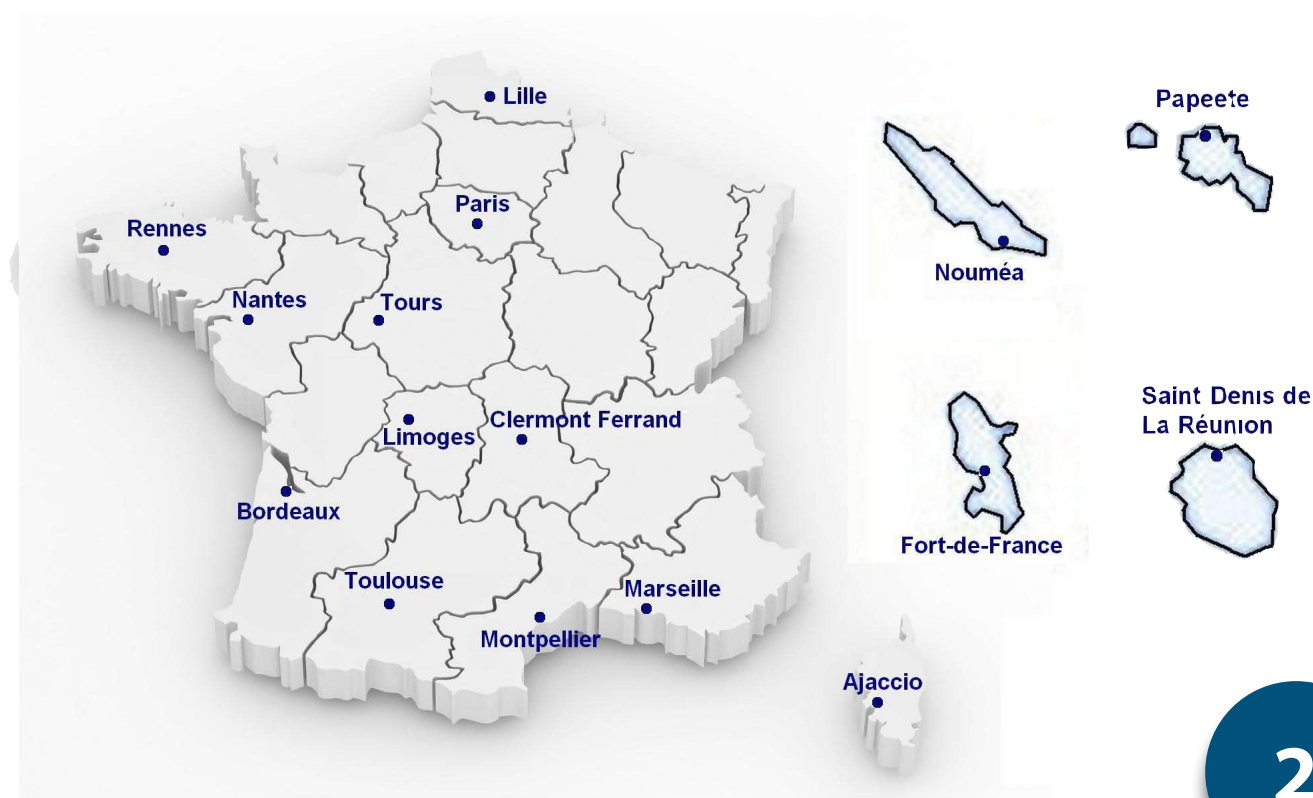 Lille
Papeete
Paris
Rennes
Nouméa
Nantes
Tours
Saint Denis de
La Réunion
Clermont Ferrand
Limoges
Bordeaux
Fort-de-France
Toulouse
Marseille
Montpellier
Ajaccio
2